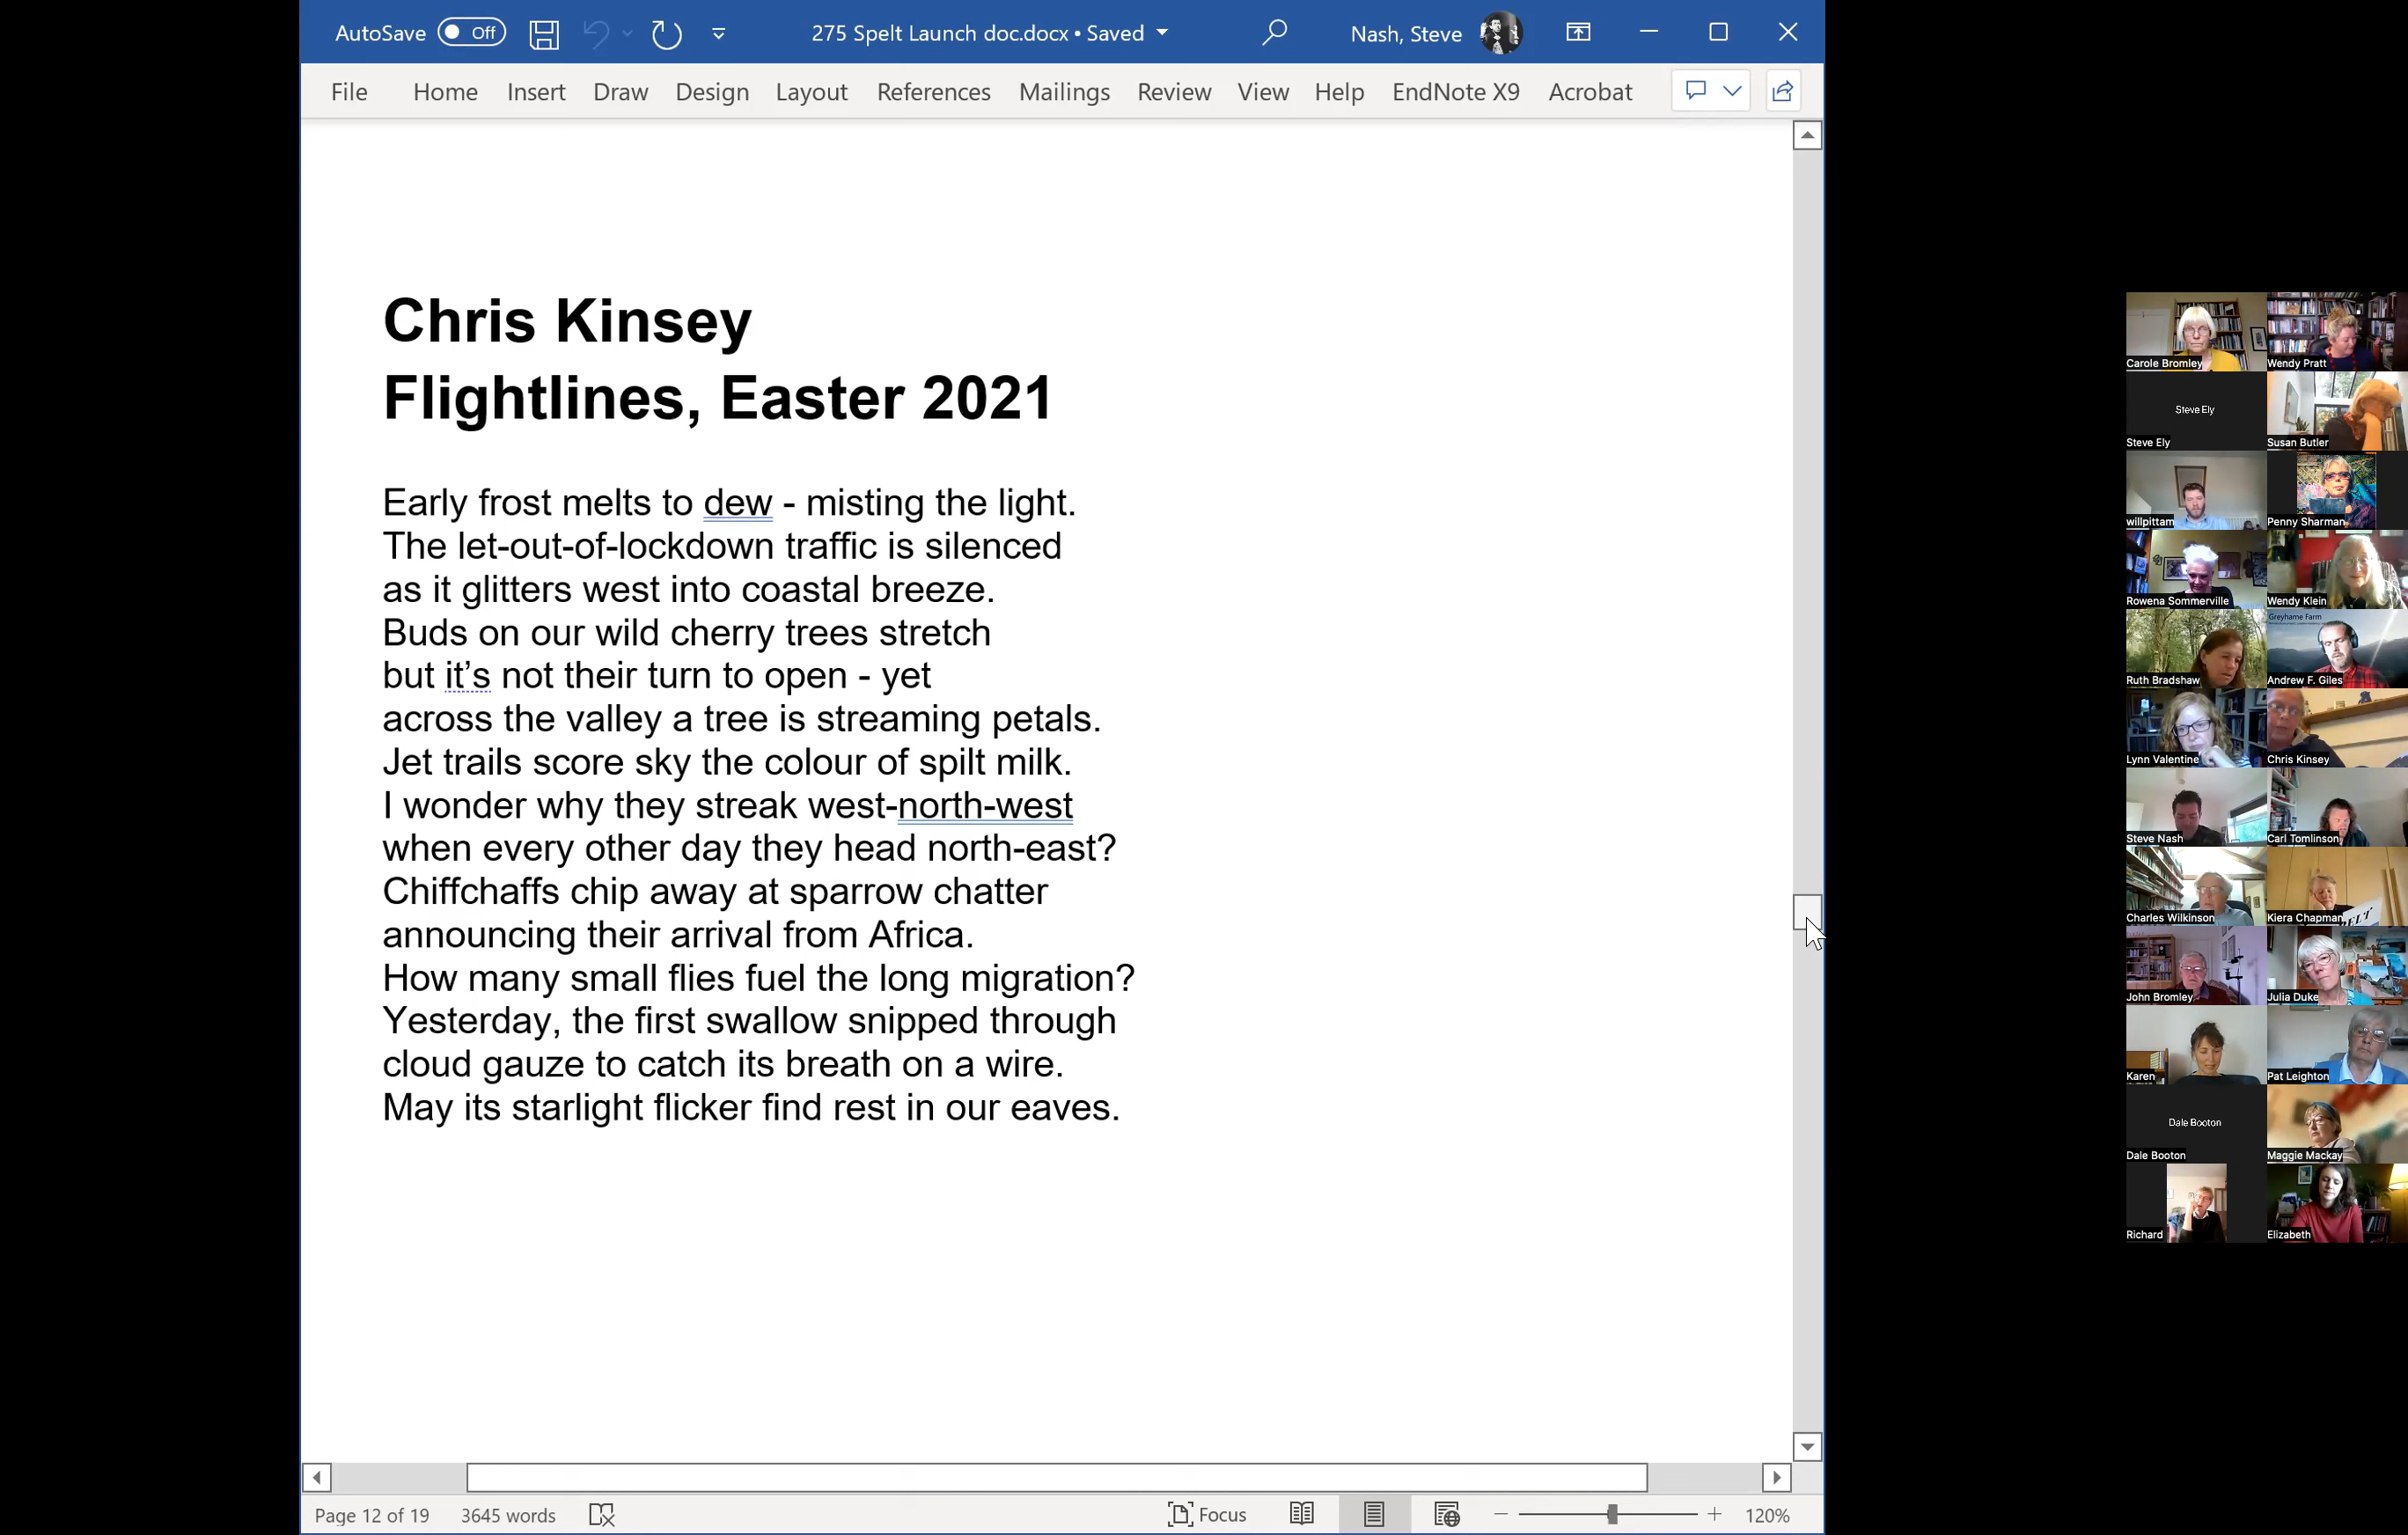 AutoSave Off 275 Spelt Launch doc.docx • Saved Nash, Steve
File Home Insert Draw Design Layout References Mailings Review View Help EndNote X9 Acrobat
Chris Kinsey
Flightlines, Easter 2021
Early frost melts to dew - misting the light.
The let-out-of-lockdown traffic is silenced
as it glitters west into coastal breeze.
Buds on our wild cherry trees stretch
but it’s not their turn to open - yet
across the valley a tree is streaming petals.
Jet trails score sky the colour of spilt milk.
I wonder why they streak west-north-west
when every other day they head north-east?
Chiffchaffs chip away at sparrow chatter
announcing their arrival from Africa.
How many small flies fuel the long migration?
Yesterday, the first swallow snipped through
cloud gauze to catch its breath on a wire.
May its starlight flicker find rest in our eaves.
Page 12 of 19 3645 words Focus 120%
Carole Bromley Wendy Pratt
Steve Ely
Steve Ely Susan Butler
willpittam Penny Sharman
Rowena Sommerville Wendy Klein
Greyhame Farm
Ruth Bradshaw Andrew F. Giles
Lynn Valentine Chris Kinsey
Steve Nash Carl Tomlinson
Charles Wilkinson Kiera Chapman
John Bromley Julia Duke
Karen Pat Leighton
Dale Booton
Dale Booton Maggie Mackay
Richard Elizabeth